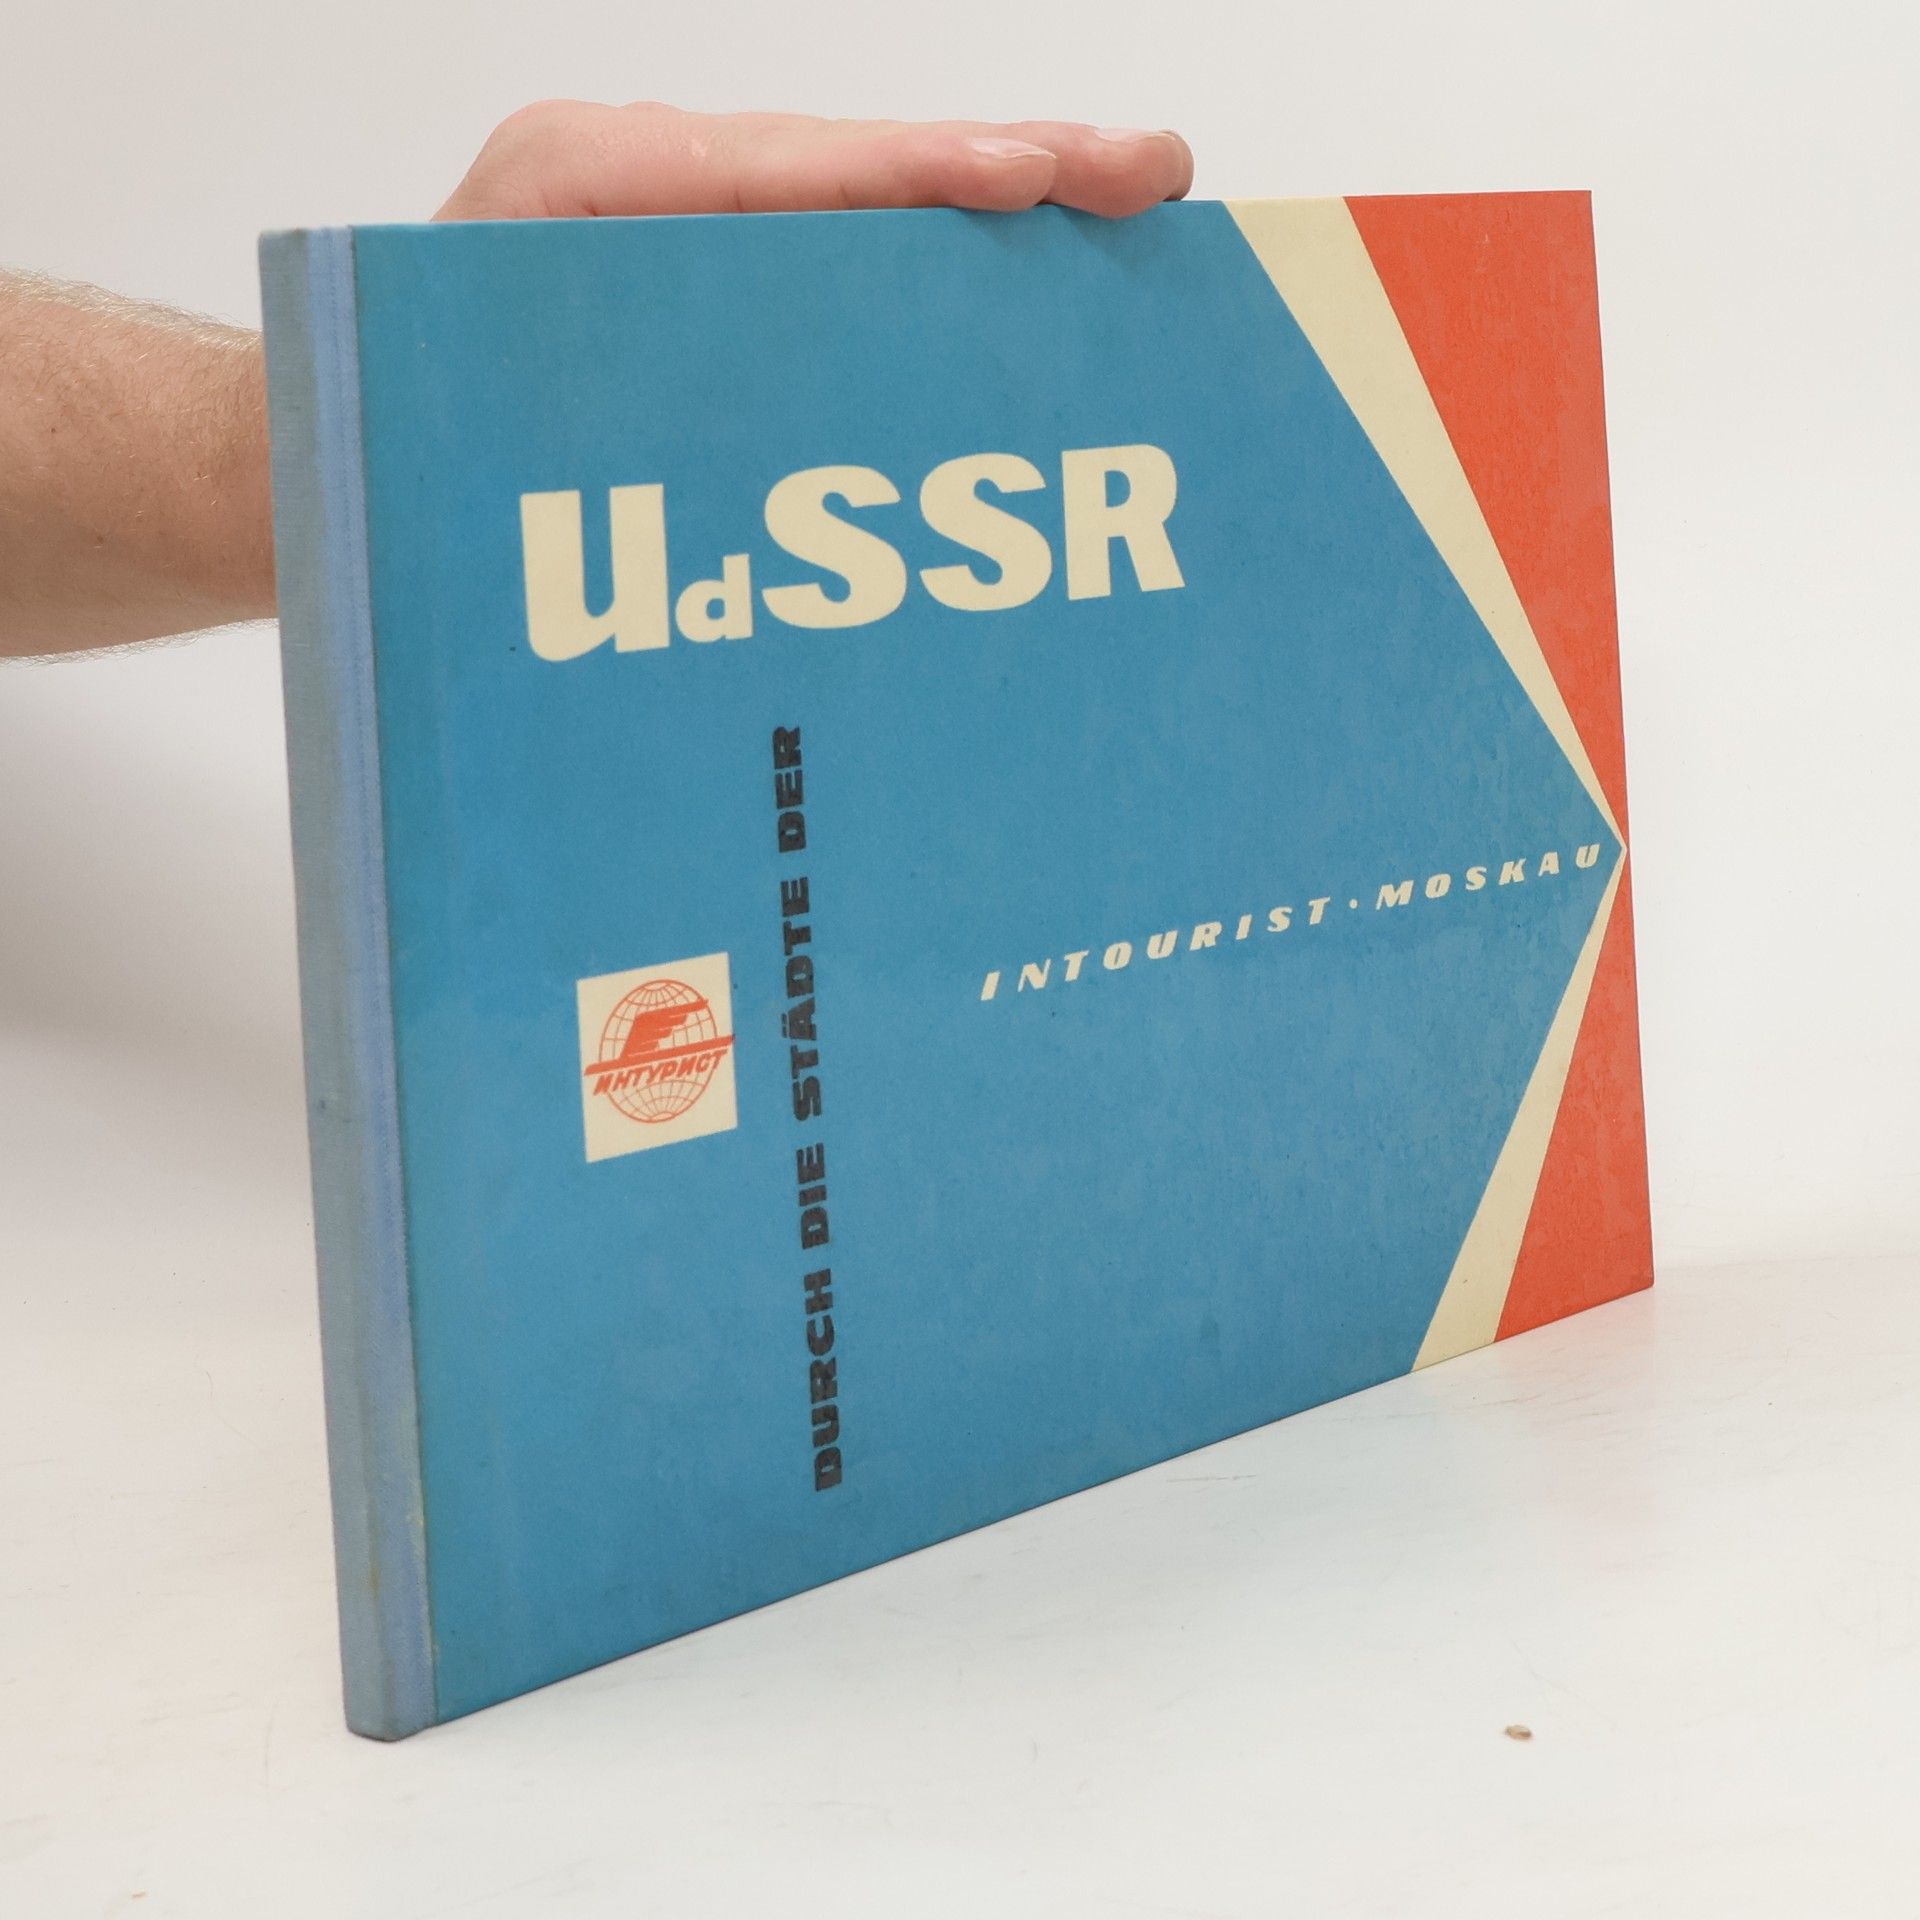 UdSSR
DURCH DIE STÄDTE DER
INTOURIST · MOSKAU
ИНТУРИСТ